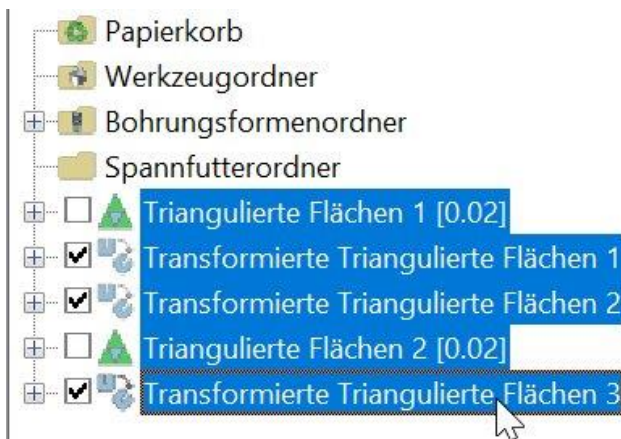 Papierkorb
Werkzeugordner
Bohrungsformenordner
Spannfutterordner
Triangulierte Flächen 1 [0.02]
Transformierte Triangulierte Flächen 1
Transformierte Triangulierte Flächen 2
Triangulierte Flächen 2 [0.02]
Transformierte Triangulierte Flächen 3